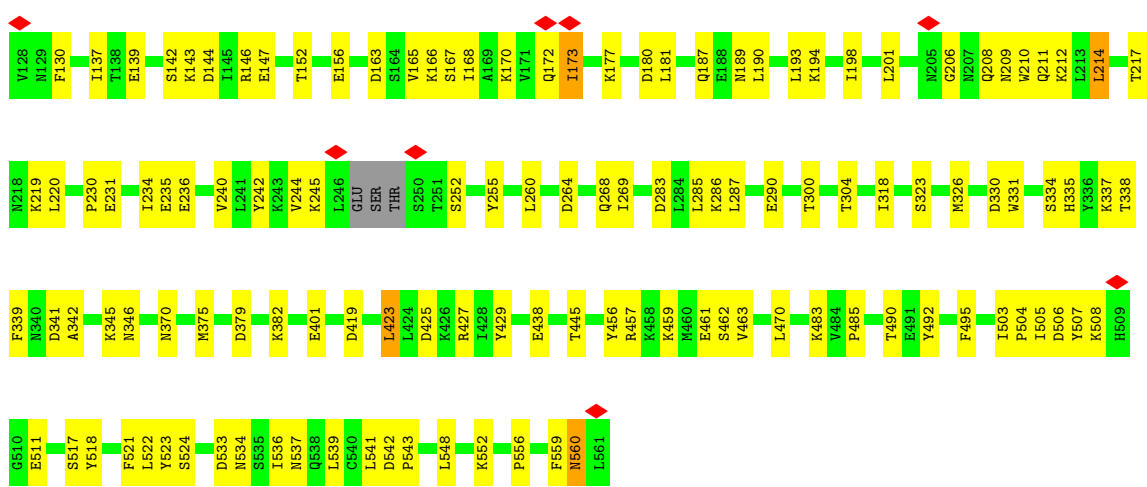 V128 N129 F130 I137 T138 E139 S142 K143 D144 I145 R146 E147 T152 E156 D163 S164 V165 K166 S167 I168 A169 K170 V171 Q172 I173 K177 D180 L181 Q187 E188 N189 L190 L193 K194 I198 L201 N205 G206 N207 Q208 N209 W210 Q211 K212 L213 L214 T217
N218 K219 L220 P230 E231 I234 E235 E236 V240 L241 Y242 K243 V244 K245 L246 GLU SER THR S250 T251 S252 Y255 L260 D264 Q268 I269 D283 L284 L285 K286 L287 E290 T300 T304 I318 S323 M326 D330 W331 S334 H335 Y336 K337 T338
F339 N340 D341 A342 K345 N346 N370 M375 D379 K382 E401 D419 L423 L424 D425 K426 R427 I428 Y429 E438 T445 Y456 R457 K458 K459 M460 E461 S462 V463 L470 K483 V484 P485 T490 E491 Y492 F495 I503 P504 I505 D506 Y507 K508 H509
G510 E511 S517 Y518 F521 L522 Y523 S524 D533 N534 S535 I536 N537 Q538 L539 C540 L541 D542 P543 L548 K552 P556 F559 N560 L561